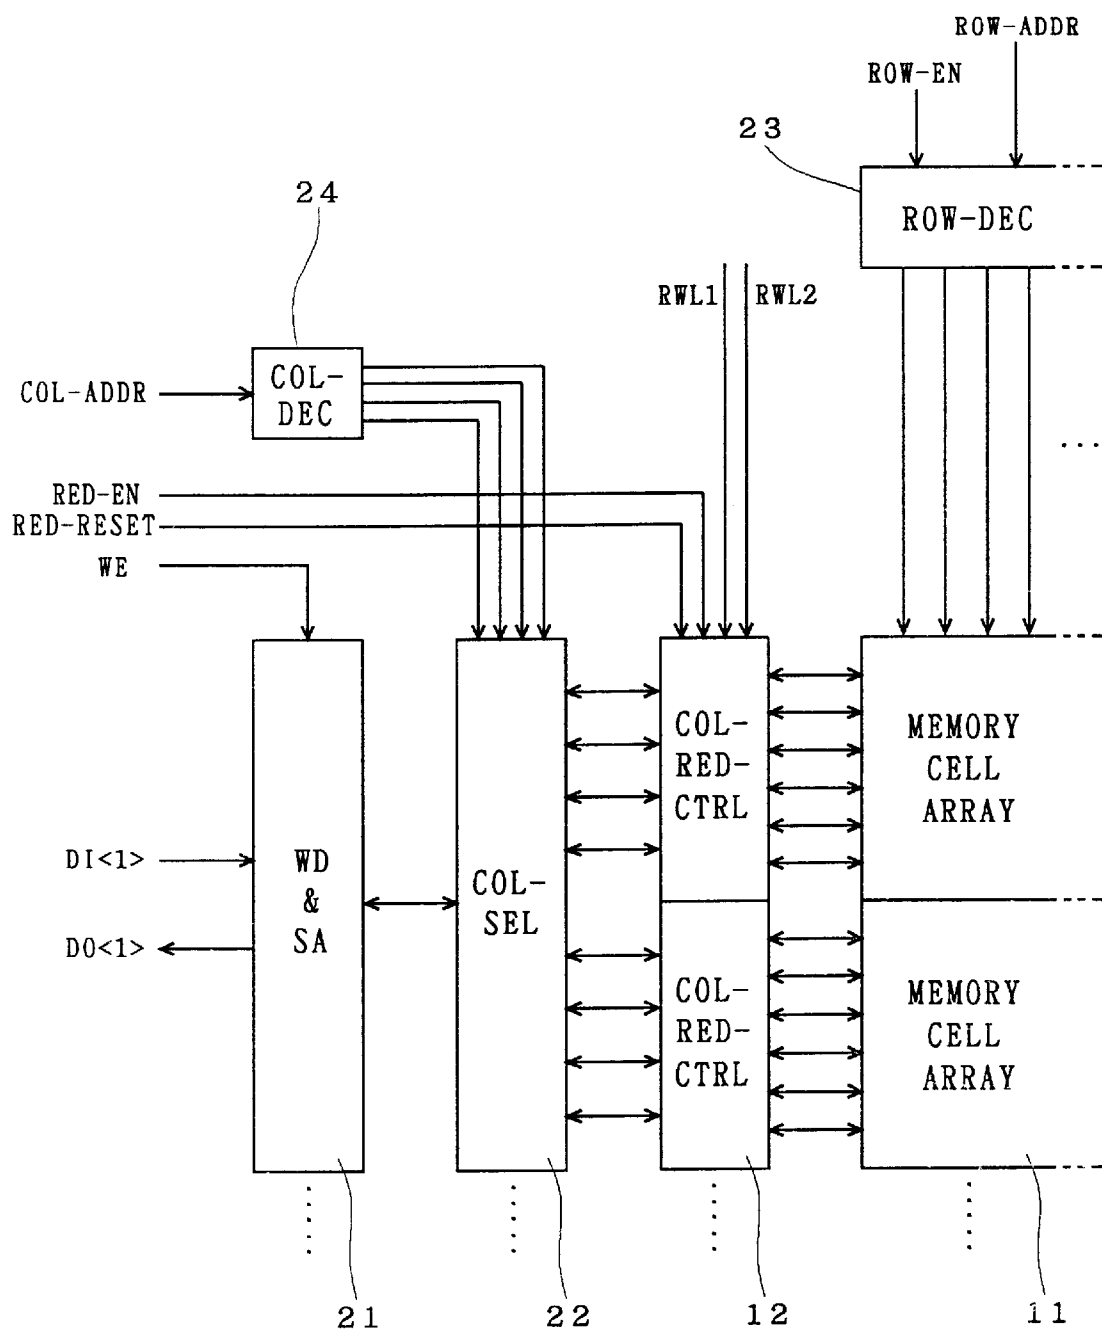 ROW-ADDR
ROW-EN
23
ROW-DEC
24
RWL1 RWL2
COL-ADDR
COL-
DEC
RED-EN
RED-RESET
WE
COL-
RED-
CTRL
MEMORY
CELL
ARRAY
DI<1>
DO<1>
WD
&
SA
COL-
SEL
COL-
RED-
CTRL
MEMORY
CELL
ARRAY
21
22
12
11